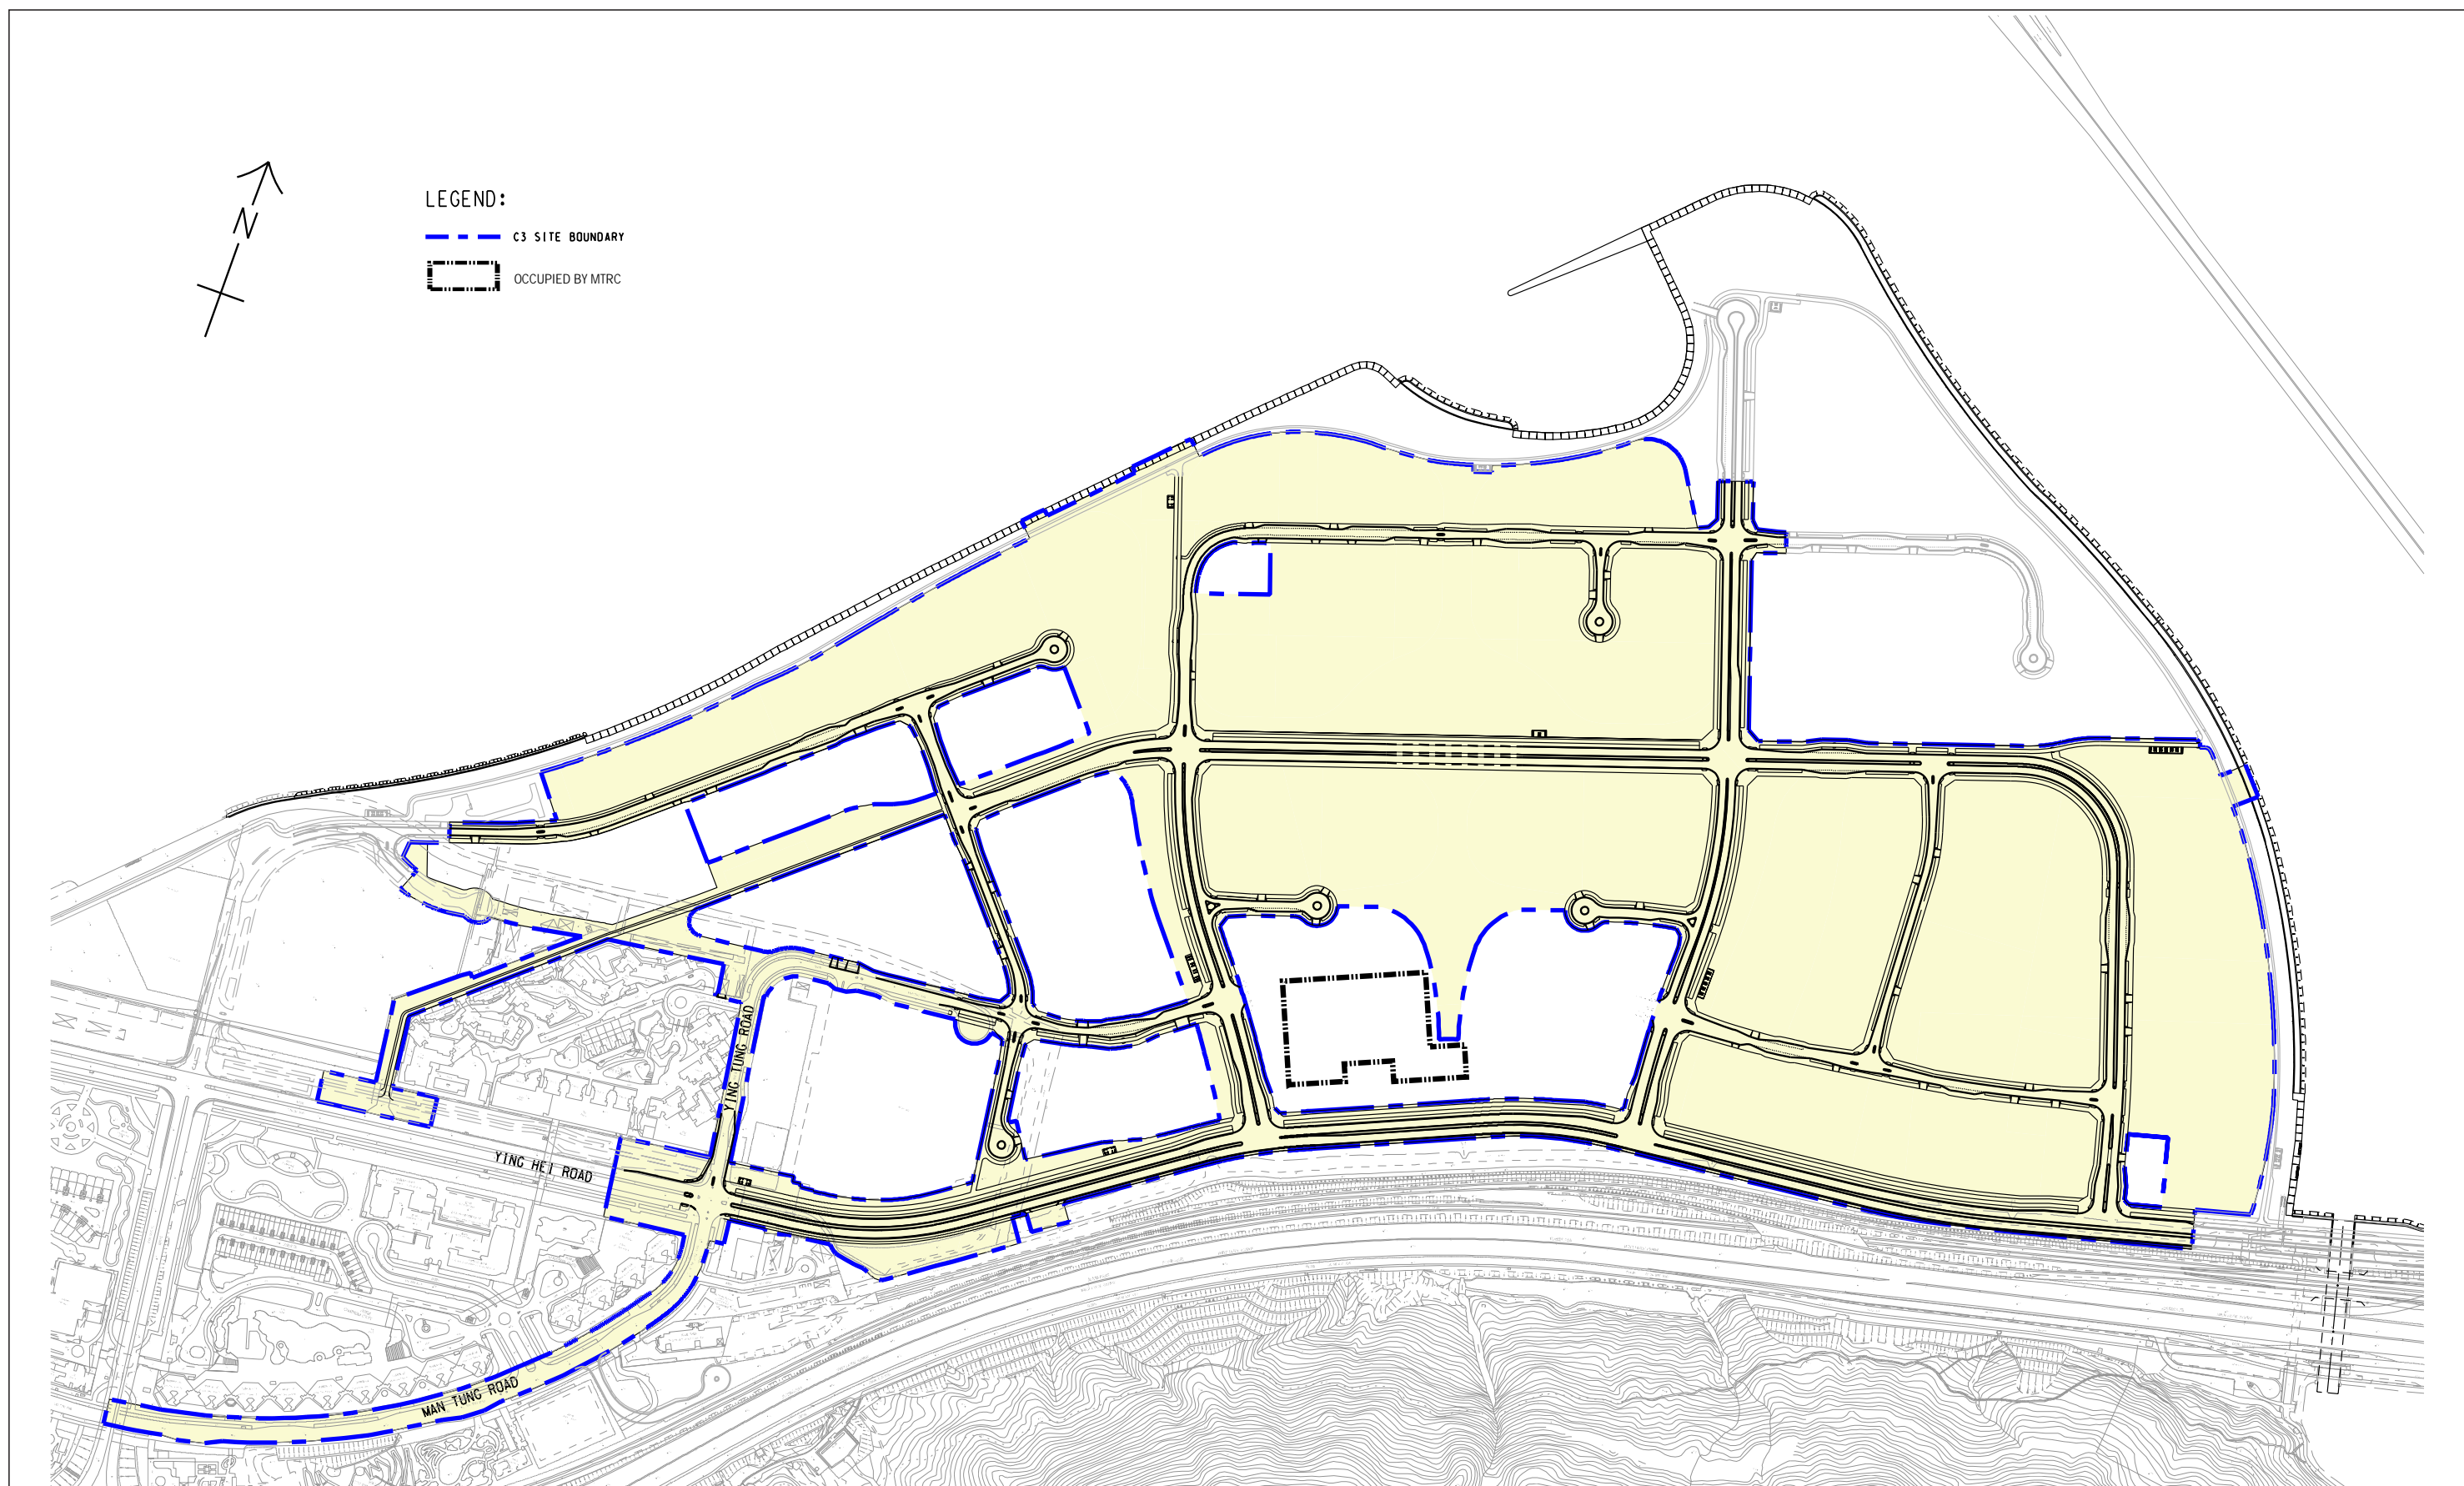 N
LEGEND:
C3 SITE BOUNDARY
OCCUPIED BY MTRC
YING TUNG ROAD
YING HEI ROAD
MAN TUNG ROAD